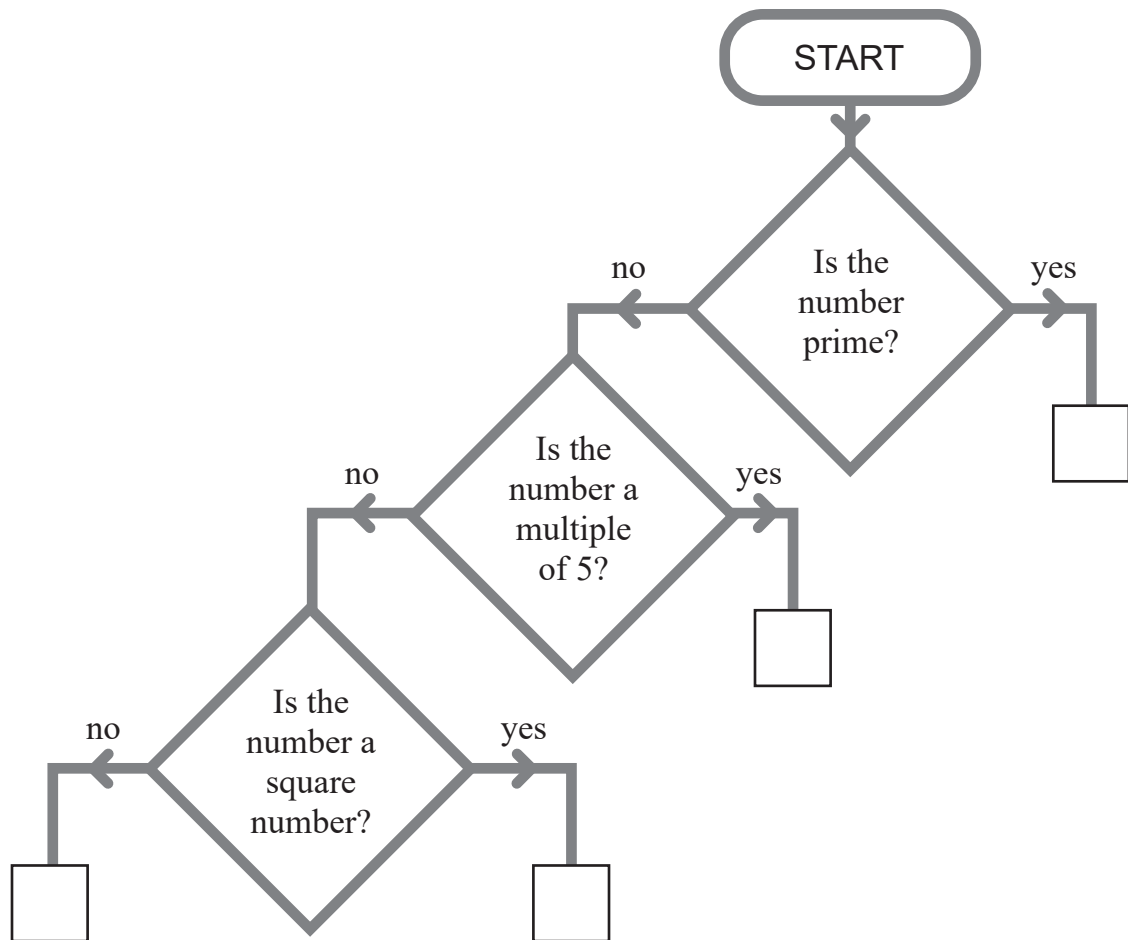 START
Is the
number
prime?
no
yes
Is the
number a
multiple
of 5?
no
yes
Is the
number a
square
number?
no
yes